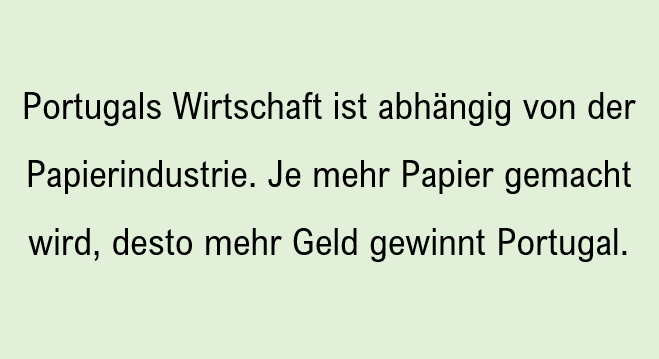 Portugals Wirtschaft ist abhängig von der
Papierindustrie. Je mehr Papier gemacht
wird, desto mehr Geld gewinnt Portugal.